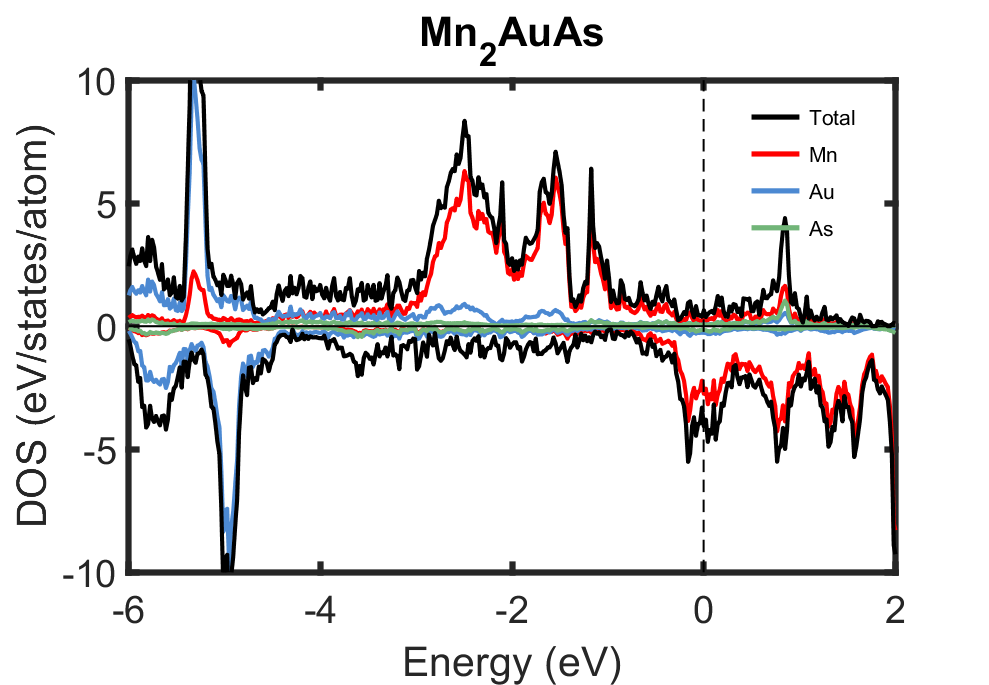 Mn2AuAs
DOS (eV/states/atom)
10
5
0
-5
-10
Total
Mn
Au
As
-6 -4 -2 0 2
Energy (eV)